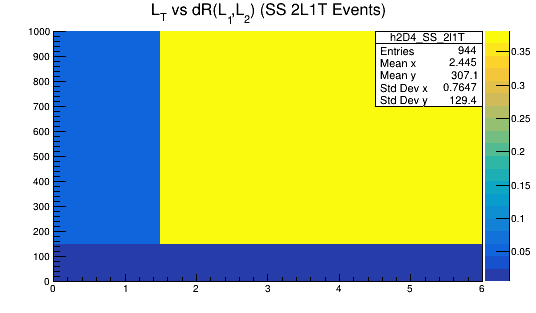 L_T vs dR(L_1,L_2) (SS 2L1T Events)
h2D4_SS_2l1T
Entries 944
Mean x 2.445
Mean y 307.1
Std Dev x 0.7647
Std Dev y 129.4
1000
900
800
700
600
500
400
300
200
100
0
0 1 2 3 4 5 6
0.35
0.3
0.25
0.2
0.15
0.1
0.05